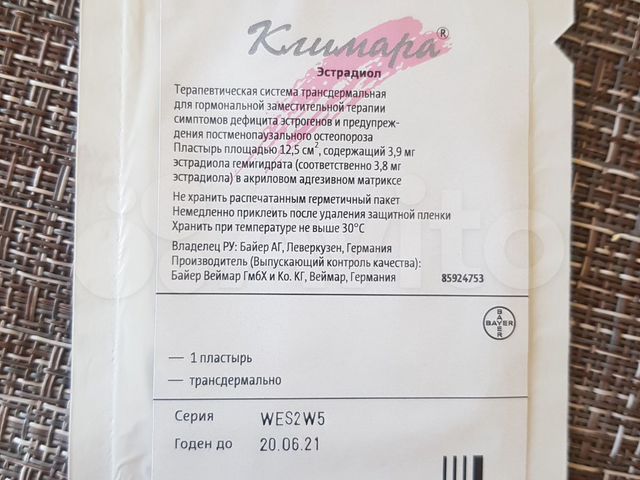 Климара®
Эстрадиол
Терапевтическая система трансдермальная
для гормональной заместительной терапии
симптомов дефицита эстрогенов и предупреж-
дения постменопаузального остеопороза
Пластырь площадью 12,5 см², содержащий 3,9 мг
эстрадиола гемигидрата (соответственно 3,8 мг
эстрадиола) в акриловом адгезивном матриксе
Не хранить распечатанным герметичный пакет
Немедленно приклеить после удаления защитной пленки
Хранить при температуре не выше 30°С
Владелец РУ: Байер АГ, Леверкузен, Германия
Производитель (Выпускающий контроль качества):
Байер Веймар ГмбХ и Ко. КГ, Веймар, Германия 85924753
BAYER
BAYER
— 1 пластырь
— трансдермально
Серия WES2W5
Годен до 20.06.21
Avito